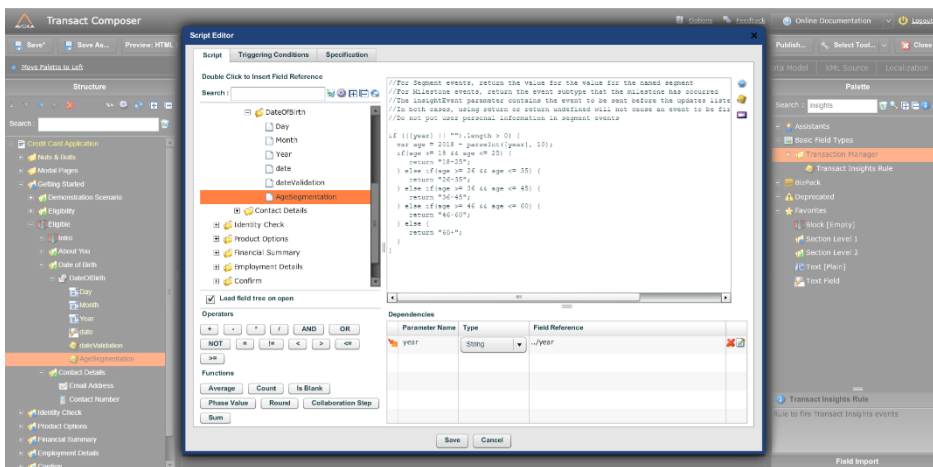 AVOKA
Transact Composer
Options
Feedback
Online Documentation
Logout
Save*
Save As...
Preview: HTML
Publish...
Select Tool...
Close
Move Palette to Left
Structure
Search :
Credit Card Application
Nuts & Bolts
Modal Pages
Getting Started
Demonstration Scenario
Eligibility
Eligible
Intro
About You
Date of Birth
DateOfBirth
Day
Month
Year
date
dateValidation
AgeSegmentation
Contact Details
Email Address
Contact Number
Identity Check
Product Options
Financial Summary
Employment Details
Confirm
Script Editor
x
Script
Triggering Conditions
Specification
Double Click to Insert Field Reference
Search :
DateOfBirth
Day
Month
Year
date
dateValidation
AgeSegmentation
Contact Details
Identity Check
Product Options
Financial Summary
Employment Details
Confirm
Load field tree on open
Operators
+ - * / AND OR
NOT = != < > <=
>=
Functions
Average Count Is Blank
Phase Value Round Collaboration Step
Sum
//For Segment events, return the value for the value for the named segment
//For Milestone events, return the event subtype that the milestone has occurred
//The insightEvent parameter contains the event to be sent before the updates liste
//In both cases, using return or return undefined will not cause an event to be fir
//Do not put user personal information in segment events
if (([year] || "").length > 0) {
var age = 2018 - parseInt([year], 10);
if(age >= 18 && age <= 25) {
return "18-25";
} else if(age >= 26 && age <= 35) {
return "26-35";
} else if(age >= 36 && age <= 45) {
return "36-45";
} else if(age >= 46 && age <= 60) {
return "46-60";
} else {
return "60+";
}
}
Dependencies
Parameter Name Type Field Reference
year String ../year
Save
Cancel
ata Model
XML Source
Localization
Palette
Search : insights
Assistants
Basic Field Types
Transaction Manager
Transact Insights Rule
BizPack
Deprecated
Favorites
Block [Empty]
Section Level 1
Section Level 2
Text [Plain]
Text Field
Transact Insights Rule
Rule to fire Transact Insights events
Field Import